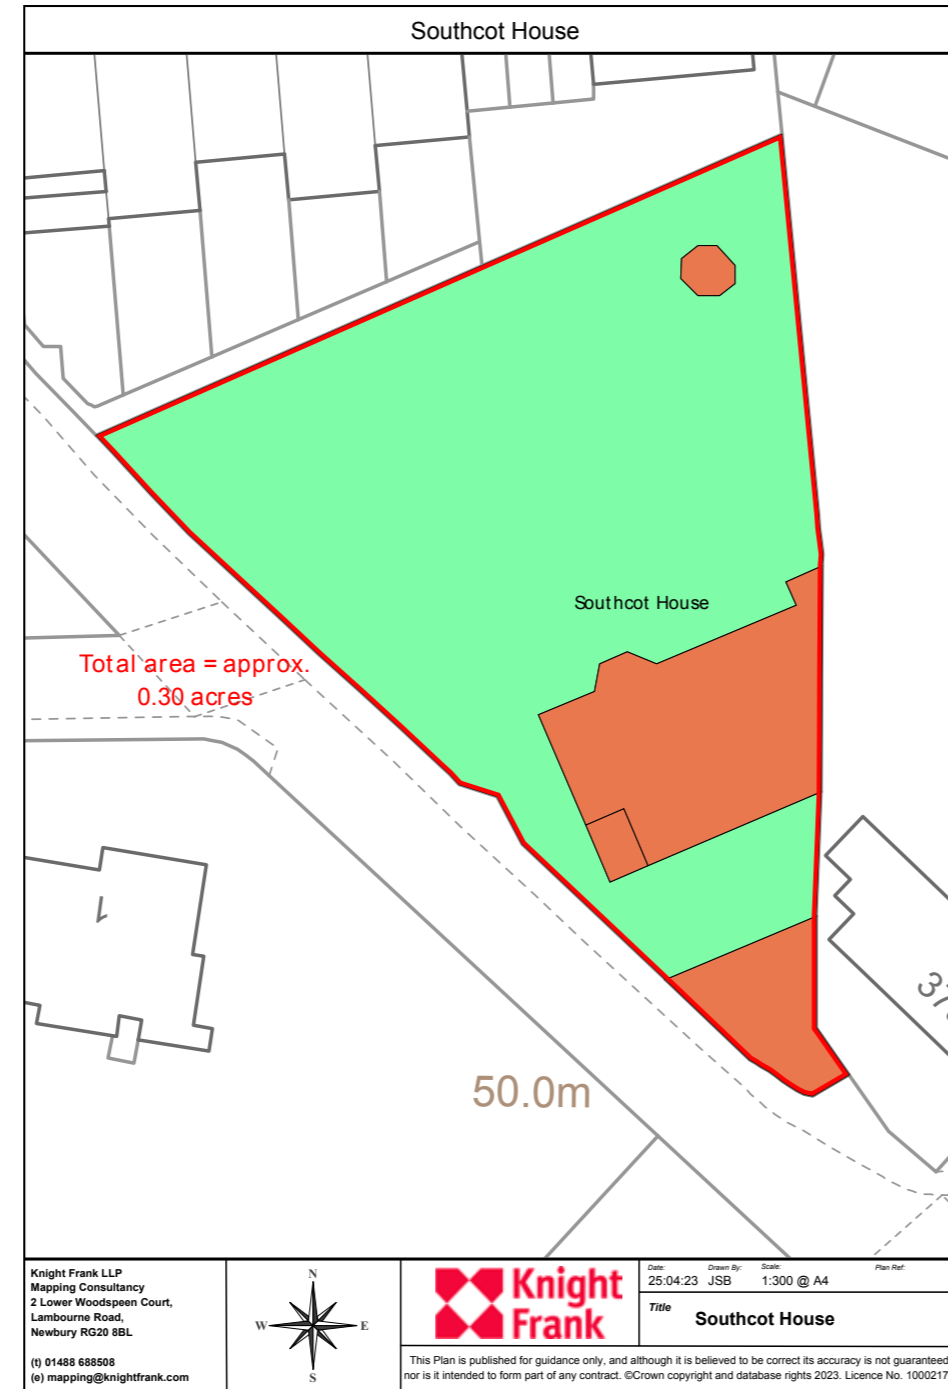 Southcot House
Southcot House
Total area = approx.
0.30 acres
1
37
50.0m
Knight Frank LLP
Mapping Consultancy
2 Lower Woodspeen Court,
Lambourne Road,
Newbury RG20 8BL
(t) 01488 688508
(e) mapping@knightfrank.com
N
W E
S
Knight
Frank
Date: Drawn By: Scale: Plan Ref:
25:04:23 JSB 1:300 @ A4
Title
Southcot House
This Plan is published for guidance only, and although it is believed to be correct its accuracy is not guaranteed
nor is it intended to form part of any contract. ©Crown copyright and database rights 2023. Licence No. 1000217